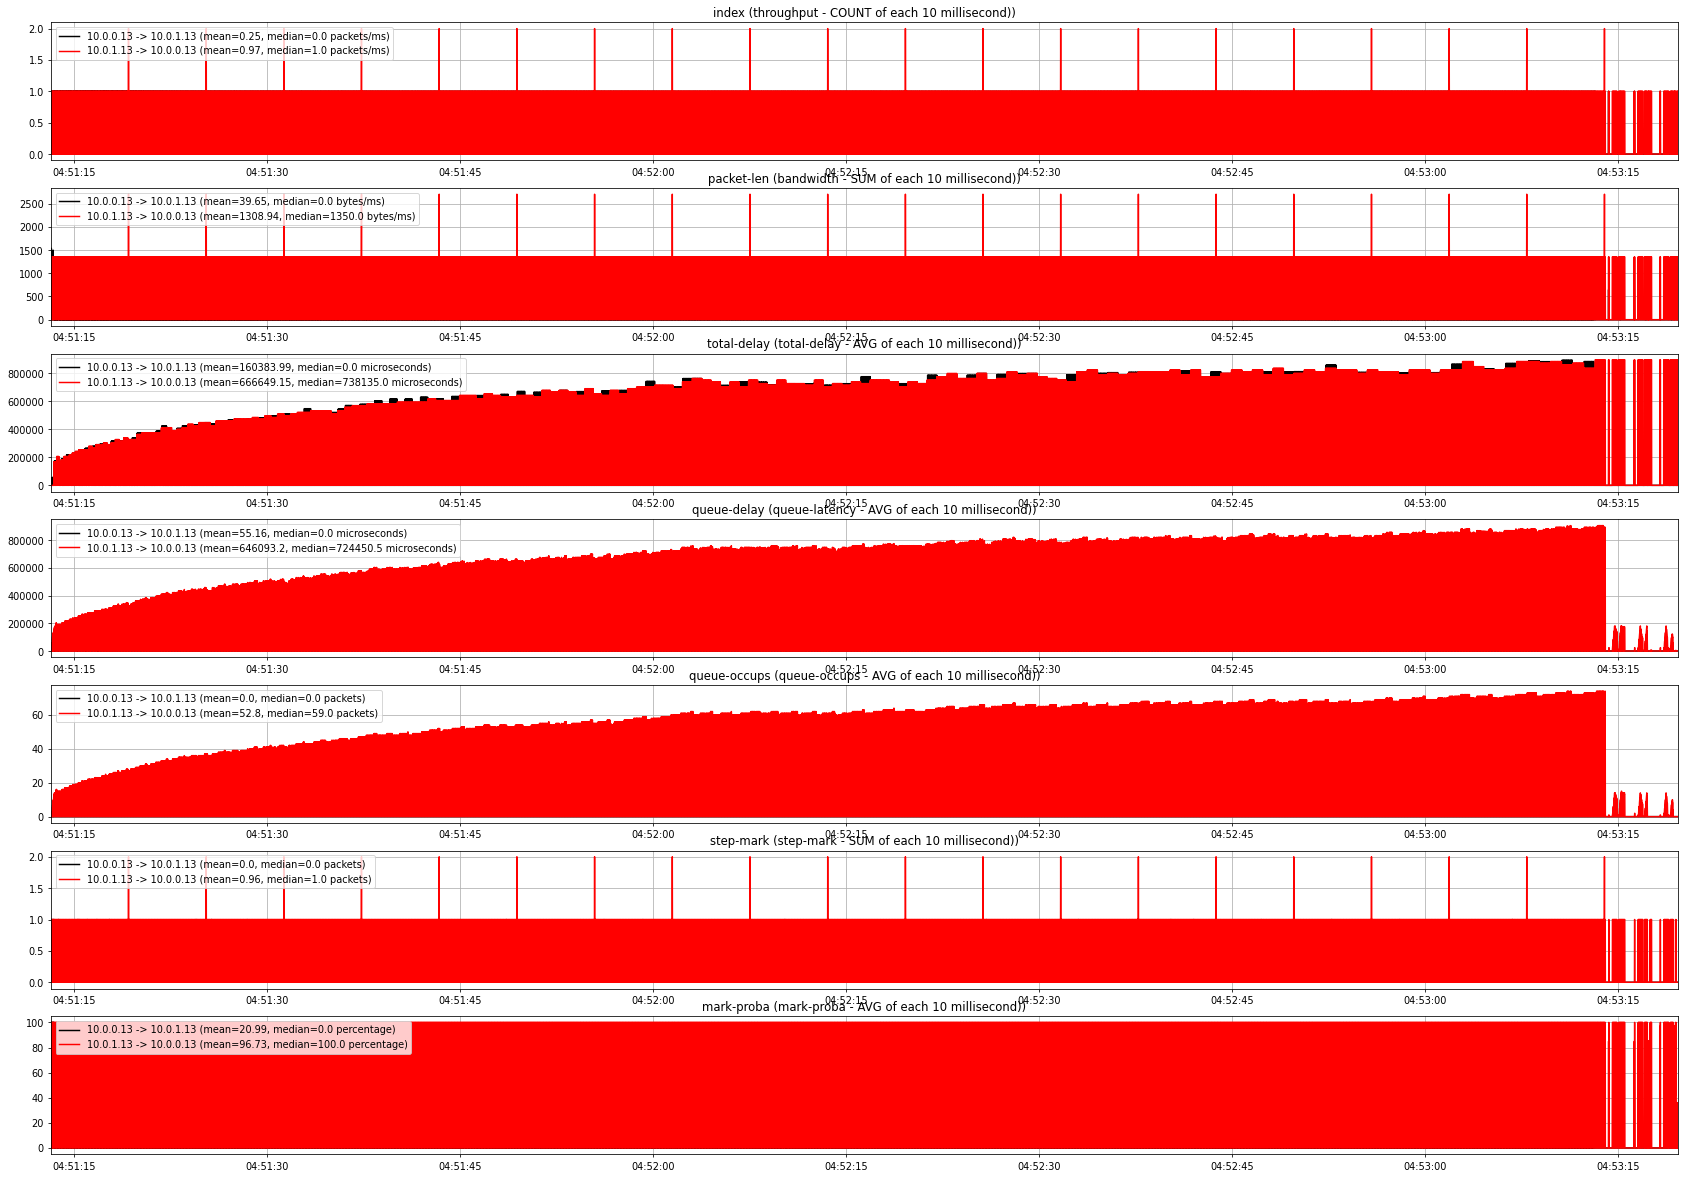 index (throughput - COUNT of each 10 millisecond))
2.0
10.0.0.13 -> 10.0.1.13 (mean=0.25, median=0.0 packets/ms)
10.0.1.13 -> 10.0.0.13 (mean=0.97, median=1.0 packets/ms)
1.5
1.0
0.5
0.0
04:51:15 04:51:30 04:51:45 04:52:00 04:52:15 04:52:30 04:52:45 04:53:00 04:53:15
packet-len (bandwidth - SUM of each 10 millisecond))
10.0.0.13 -> 10.0.1.13 (mean=39.65, median=0.0 bytes/ms)
2500
10.0.1.13 -> 10.0.0.13 (mean=1308.94, median=1350.0 bytes/ms)
2000
1500
1000
500
0
04:51:15 04:51:30 04:51:45 04:52:00 04:52:15 04:52:30 04:52:45 04:53:00 04:53:15
total-delay (total-delay - AVG of each 10 millisecond))
10.0.0.13 -> 10.0.1.13 (mean=160383.99, median=0.0 microseconds)
800000
10.0.1.13 -> 10.0.0.13 (mean=666649.15, median=738135.0 microseconds)
600000
400000
200000
0
04:51:15 04:51:30 04:51:45 04:52:00 04:52:15 04:52:30 04:52:45 04:53:00 04:53:15
queue-delay (queue-latency - AVG of each 10 millisecond))
10.0.0.13 -> 10.0.1.13 (mean=55.16, median=0.0 microseconds)
800000
10.0.1.13 -> 10.0.0.13 (mean=646093.2, median=724450.5 microseconds)
600000
400000
200000
0
04:51:15 04:51:30 04:51:45 04:52:00 04:52:15 04:52:30 04:52:45 04:53:00 04:53:15
queue-occups (queue-occups - AVG of each 10 millisecond))
10.0.0.13 -> 10.0.1.13 (mean=0.0, median=0.0 packets)
10.0.1.13 -> 10.0.0.13 (mean=52.8, median=59.0 packets)
60
40
20
0
04:51:15 04:51:30 04:51:45 04:52:00 04:52:15 04:52:30 04:52:45 04:53:00 04:53:15
step-mark (step-mark - SUM of each 10 millisecond))
2.0
10.0.0.13 -> 10.0.1.13 (mean=0.0, median=0.0 packets)
10.0.1.13 -> 10.0.0.13 (mean=0.96, median=1.0 packets)
1.5
1.0
0.5
0.0
04:51:15 04:51:30 04:51:45 04:52:00 04:52:15 04:52:30 04:52:45 04:53:00 04:53:15
mark-proba (mark-proba - AVG of each 10 millisecond))
100
10.0.0.13 -> 10.0.1.13 (mean=20.99, median=0.0 percentage)
10.0.1.13 -> 10.0.0.13 (mean=96.73, median=100.0 percentage)
80
60
40
20
0
04:51:15 04:51:30 04:51:45 04:52:00 04:52:15 04:52:30 04:52:45 04:53:00 04:53:15